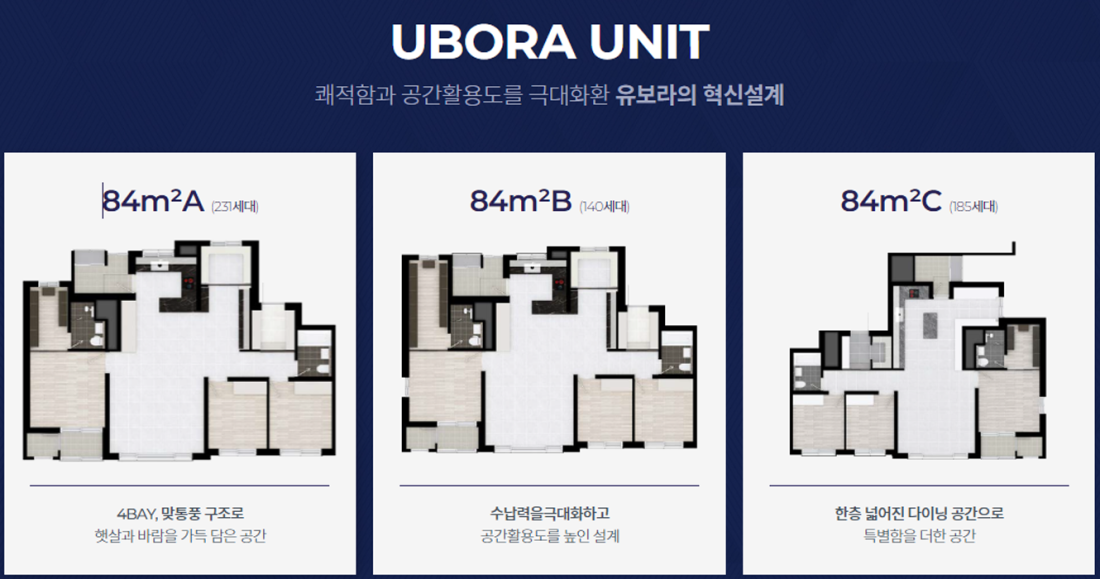 UBORA UNIT
쾌적함과 공간활용도를 극대화환 유보라의 혁신설계
84m²A (231세대)
4BAY, 맞통풍 구조로
햇살과 바람을 가득 담은 공간
84m²B (140세대)
수납력을극대화하고
공간활용도를 높인 설계
84m²C (185세대)
한층 넓어진 다이닝 공간으로
특별함을 더한 공간